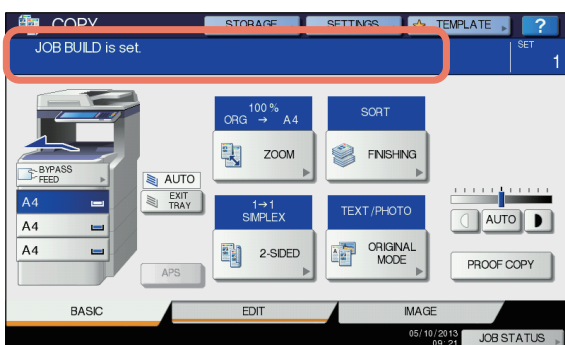 COPY
STORAGE
SETTINGS
TEMPLATE
?
JOB BUILD is set.
SET
1
100 %
ORG → A4
ZOOM
SORT
FINISHING
BYPASS
FEED
AUTO
EXIT
TRAY
A4
A4
A4
1→1
SIMPLEX
2-SIDED
TEXT/PHOTO
ORIGINAL
MODE
AUTO
APS
PROOF COPY
BASIC
EDIT
IMAGE
05/10/2013
09:21
JOB STATUS